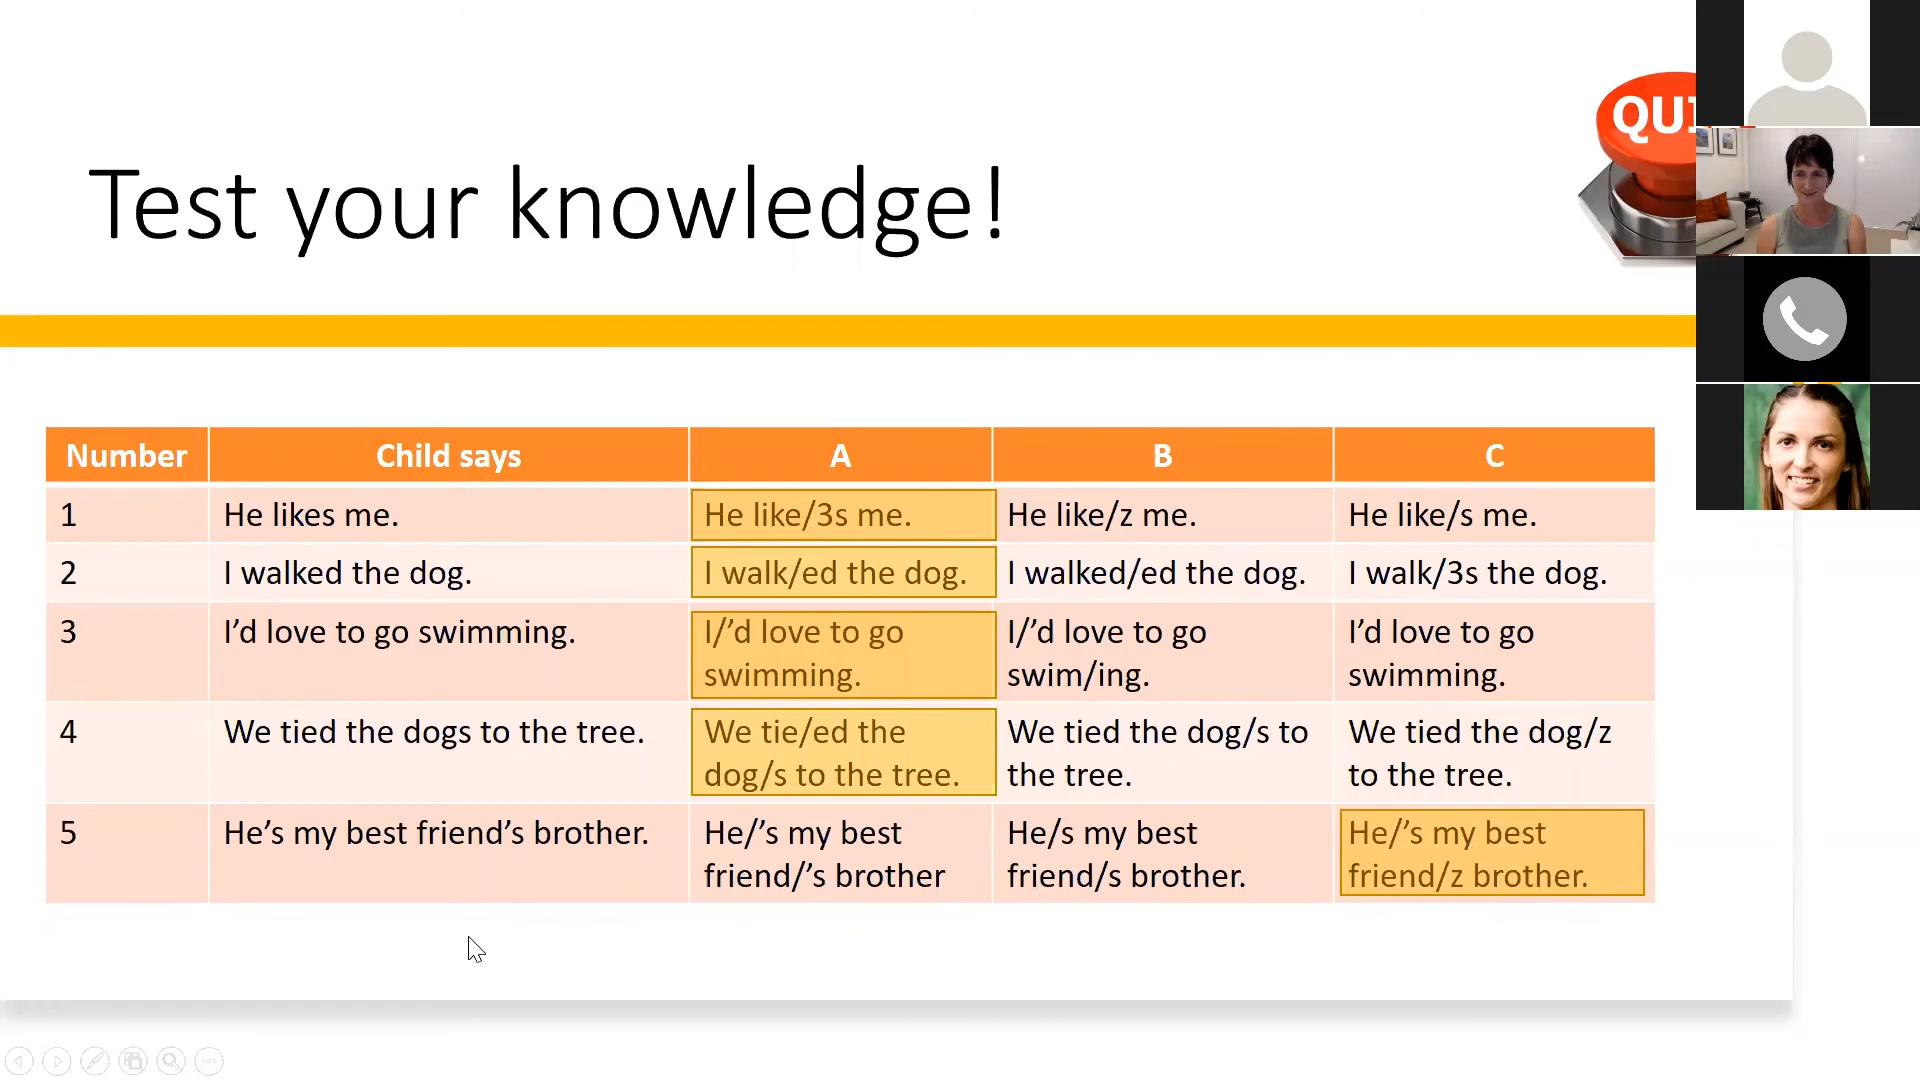 QUI
Test your knowledge!
Number Child says A B C
1 He likes me. He like/3s me. He like/z me. He like/s me.
2 I walked the dog. I walk/ed the dog. I walked/ed the dog. I walk/3s the dog.
3 I’d love to go swimming. I/’d love to go I/’d love to go I’d love to go
swimming. swim/ing. swimming.
4 We tied the dogs to the tree. We tie/ed the We tied the dog/s to We tied the dog/z
dog/s to the tree. the tree. to the tree.
5 He’s my best friend’s brother. He/’s my best He/s my best He/’s my best
friend/’s brother friend/s brother. friend/z brother.